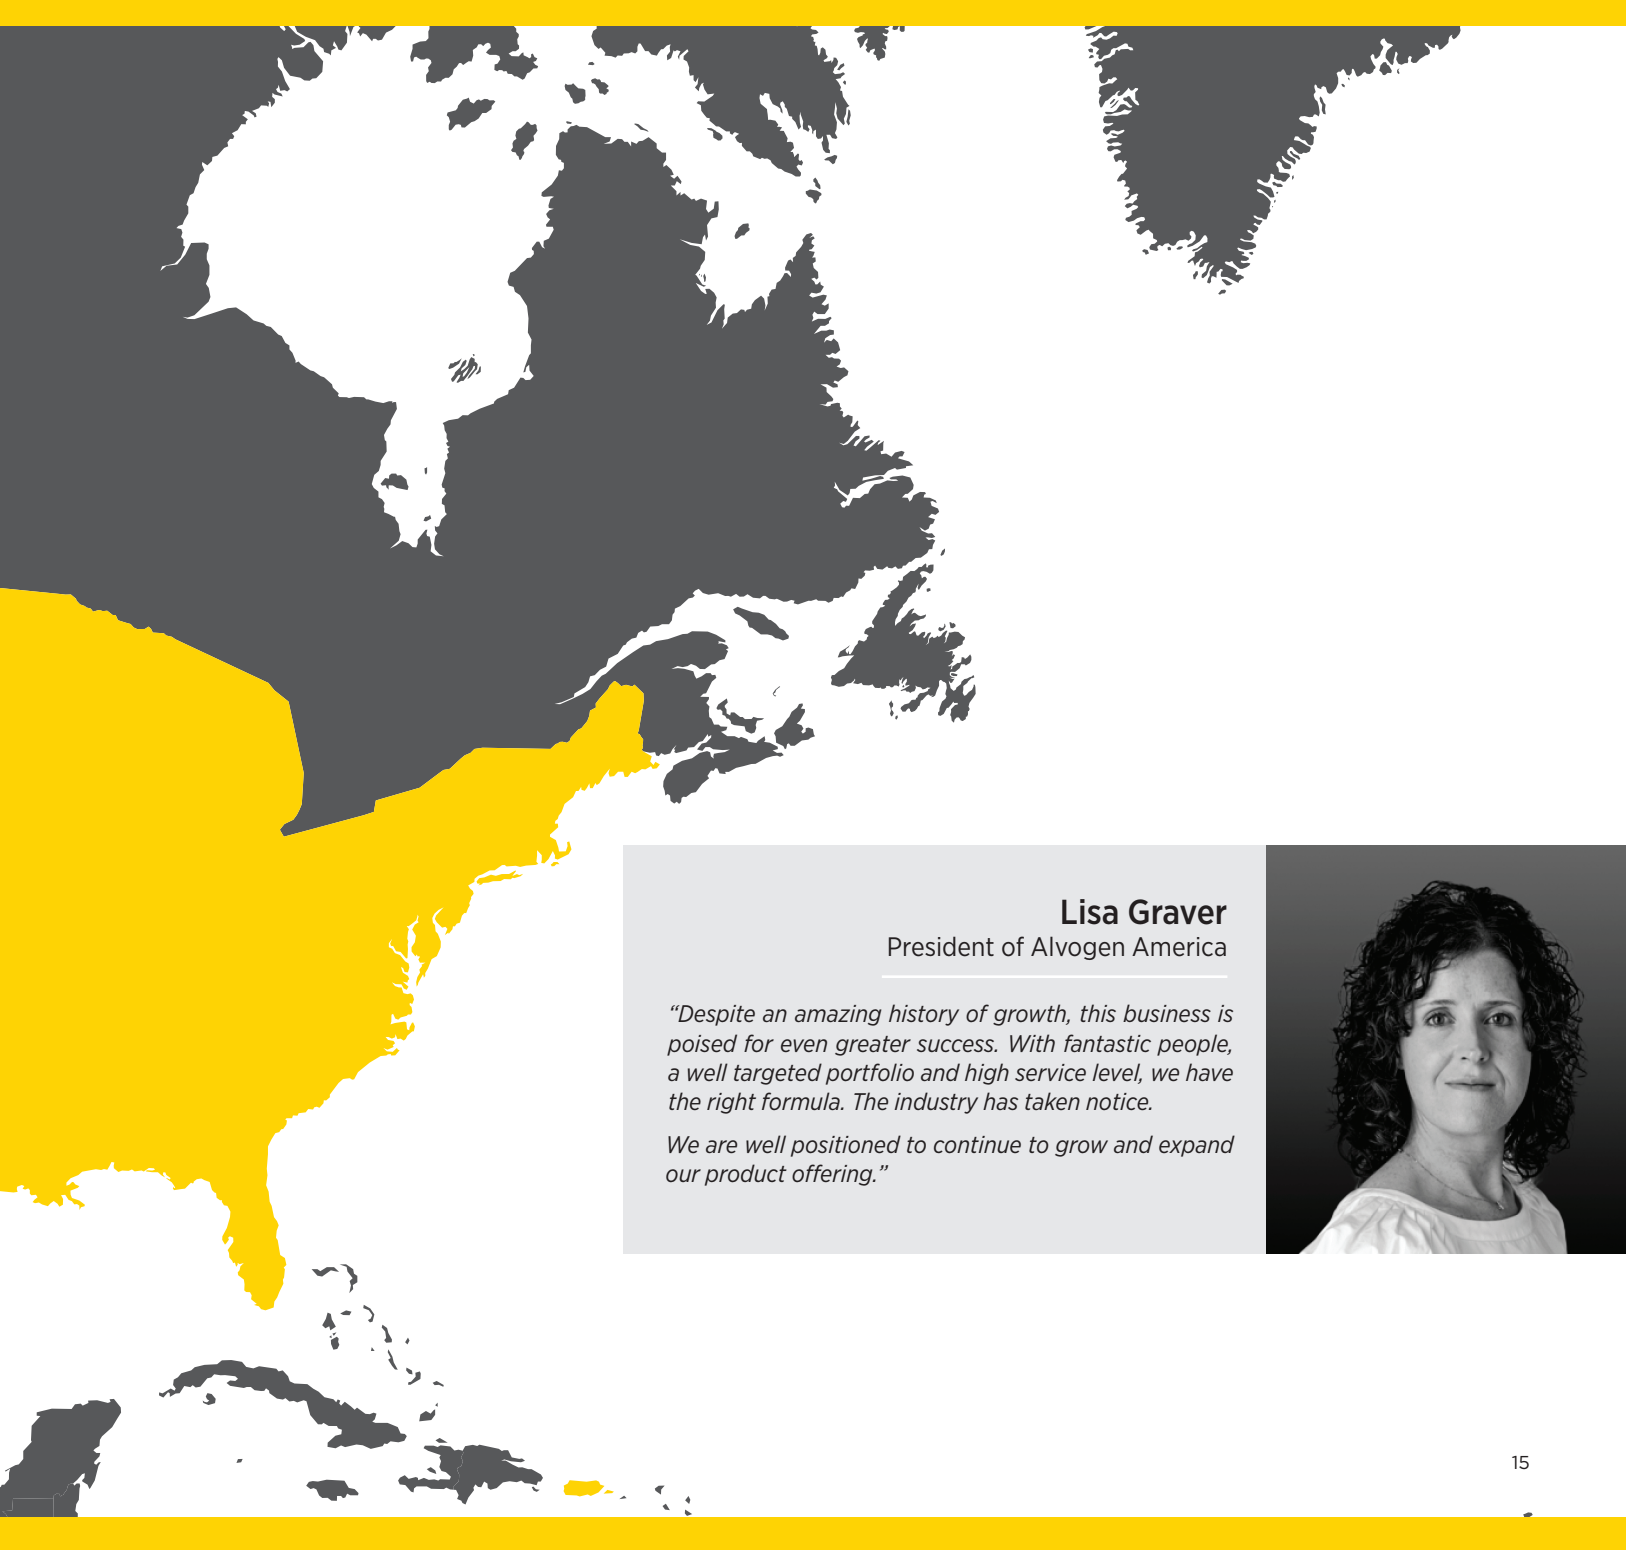 Lisa Graver
President of Alvogen America
“Despite an amazing history of growth, this business is
poised for even greater success. With fantastic people,
a well targeted portfolio and high service level, we have
the right formula. The industry has taken notice.
We are well positioned to continue to grow and expand
our product offering.”
15